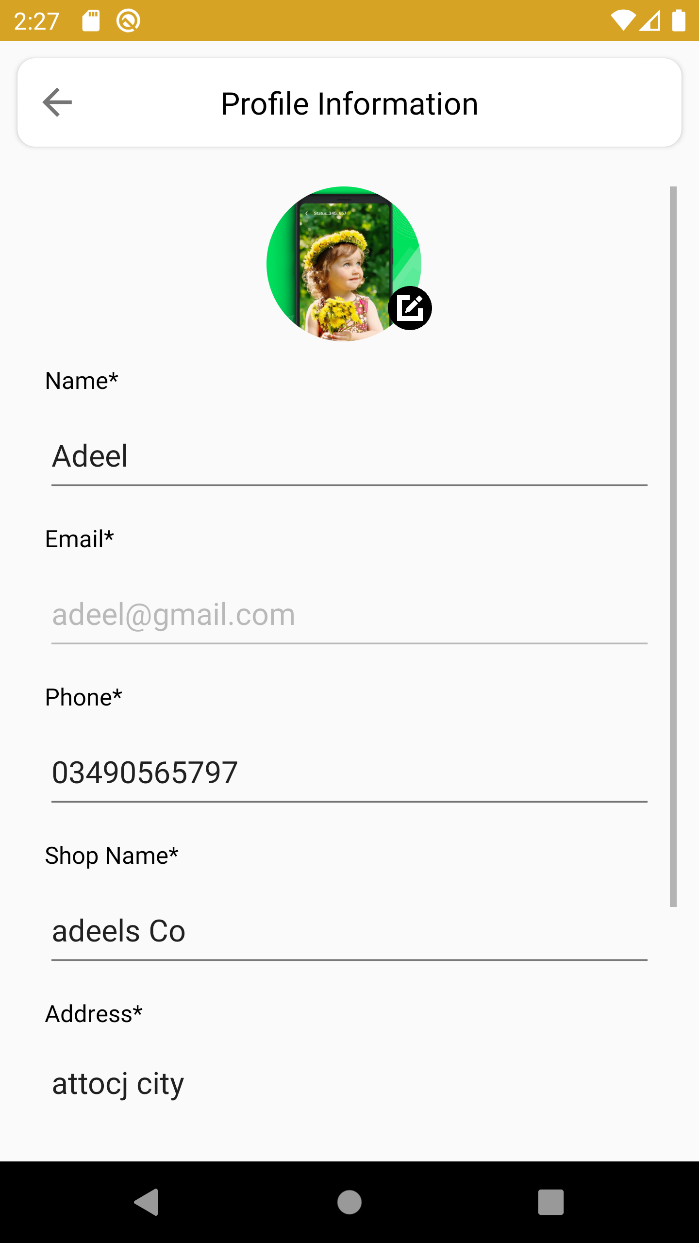 2:27
Profile Information
Name*
Adeel
Email*
adeel@gmail.com
Phone*
03490565797
Shop Name*
adeels Co
Address*
attocj city